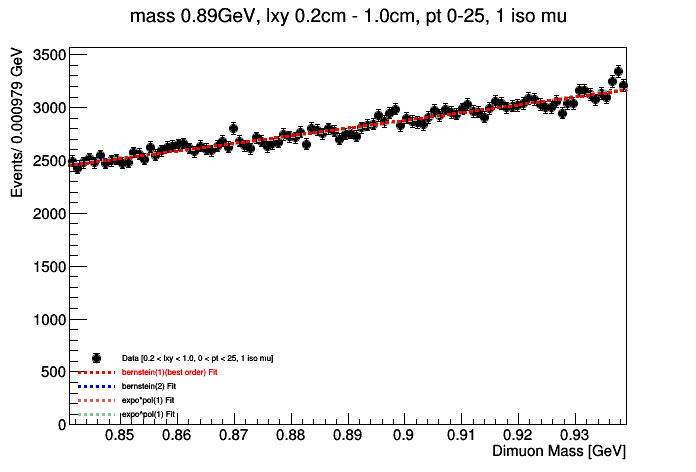 mass 0.89GeV, lxy 0.2cm - 1.0cm, pt 0-25, 1 iso mu
Events/ 0.000979 GeV
3500
3000
2500
2000
1500
1000
500
0
Data [0.2 < lxy < 1.0, 0 < pt < 25, 1 iso mu]
bernstein(1)(best order) Fit
bernstein(2) Fit
expo*pol(1) Fit
expo^pol(1) Fit
0.85 0.86 0.87 0.88 0.89 0.9 0.91 0.92 0.93
Dimuon Mass [GeV]